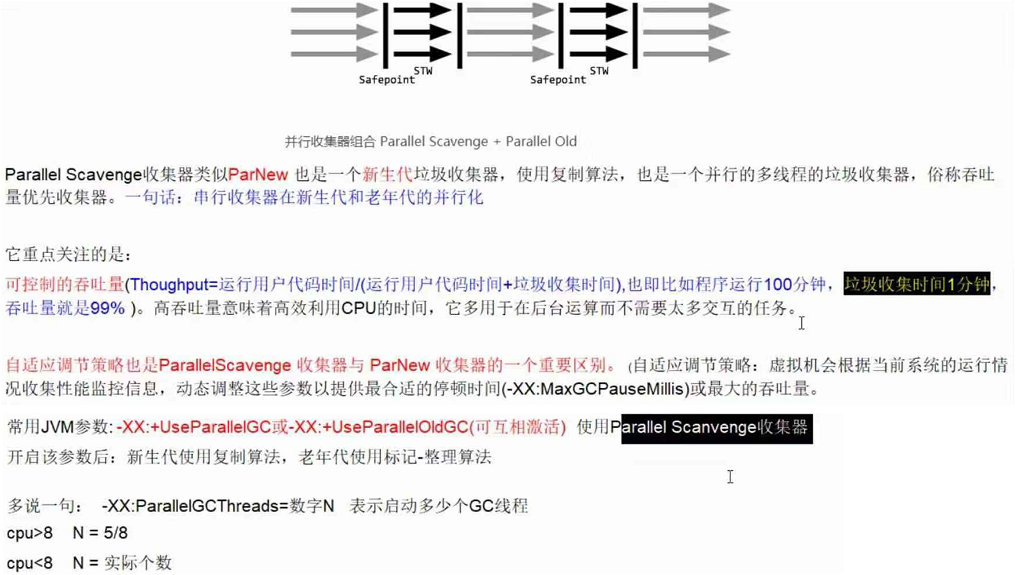 STW
STW
Safepoint
Safepoint
并行收集器组合 Parallel Scavenge + Parallel Old
Parallel Scavenge收集器类似ParNew 也是一个新生代垃圾收集器，使用复制算法，也是一个并行的多线程的垃圾收集器，俗称吞吐
量优先收集器。一句话：串行收集器在新生代和老年代的并行化
它重点关注的是：
可控制的吞吐量(Thoughput=运行用户代码时间/(运行用户代码时间+垃圾收集时间),也即比如程序运行100分钟，垃圾收集时间1分钟，
吞吐量就是99% )。高吞吐量意味着高效利用CPU的时间，它多用于在后台运算而不需要太多交互的任务。
自适应调节策略也是ParallelScavenge 收集器与 ParNew 收集器的一个重要区别。（自适应调节策略：虚拟机会根据当前系统的运行情
况收集性能监控信息，动态调整这些参数以提供最合适的停顿时间(-XX:MaxGCPauseMillis)或最大的吞吐量。
常用JVM参数: -XX:+UseParallelGC或-XX:+UseParallelOldGC(可互相激活) 使用Parallel Scanvenge收集器
开启该参数后：新生代使用复制算法，老年代使用标记-整理算法
多说一句： -XX:ParallelGCThreads=数字N 表示启动多少个GC线程
cpu>8 N = 5/8
cpu<8 N = 实际个数